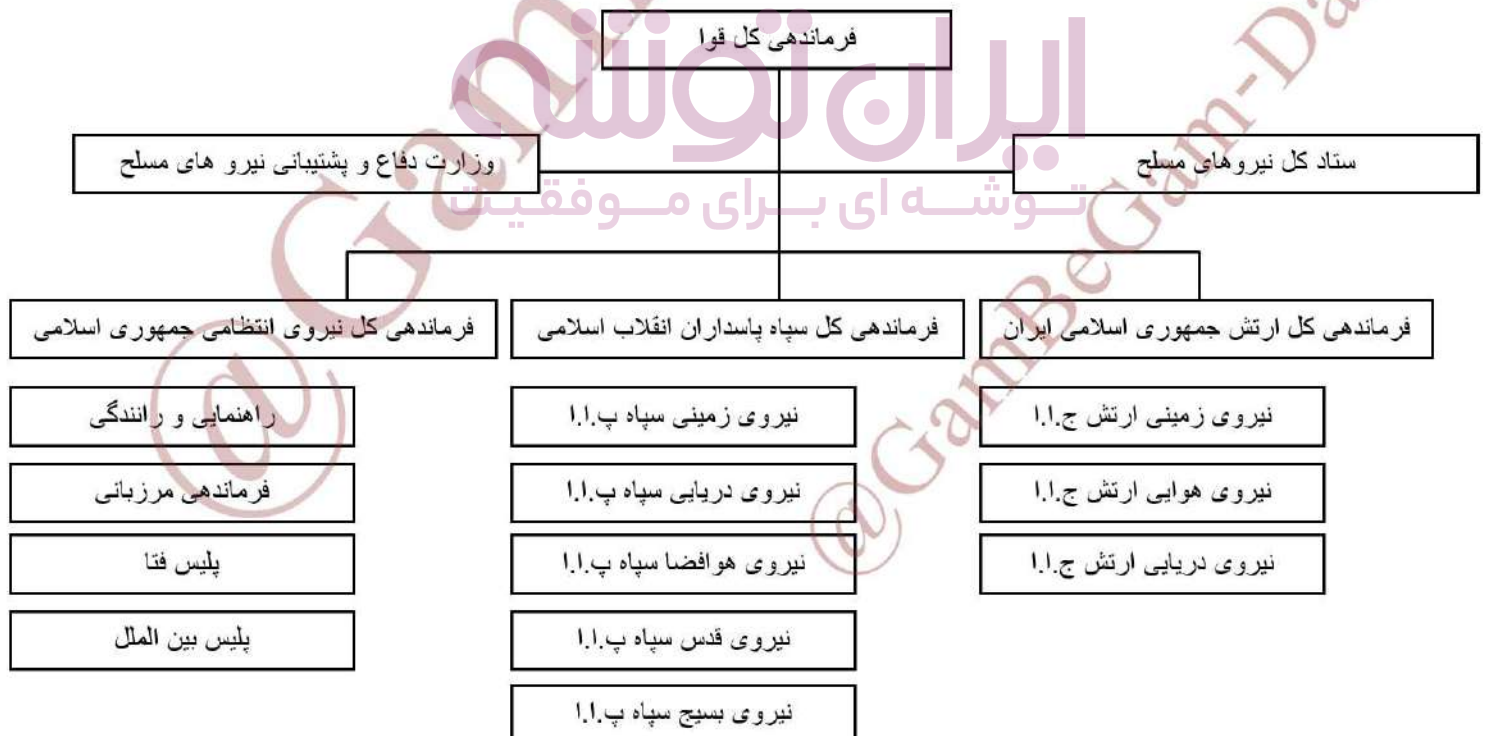 فرماندهی کل قوا
ایران توشه
توشه ای برای موفقیت
ستاد کل نیروهای مسلح
وزارت دفاع و پشتیبانی نیرو های مسلح
فرماندهی کل ارتش جمهوری اسلامی ایران
فرماندهی کل سپاه پاسداران انقلاب اسلامی
فرماندهی کل نیروی انتظامی جمهوری اسلامی
نیروی زمینی ارتش ج.ا.ا
نیروی هوایی ارتش ج.ا.ا
نیروی دریایی ارتش ج.ا.ا
نیروی زمینی سپاه پ.ا.ا
نیروی دریایی سپاه پ.ا.ا
نیروی هوافضا سپاه پ.ا.ا
نیروی قدس سپاه پ.ا.ا
نیروی بسیج سپاه پ.ا.ا
راهنمایی و رانندگی
فرماندهی مرزبانی
پلیس فتا
پلیس بین الملل
@Gam
@GamBeGam-Da